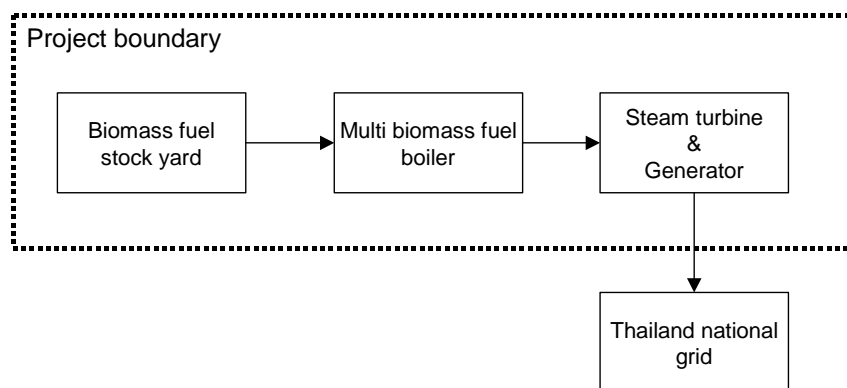 Project boundary
Biomass fuel
stock yard
Multi biomass fuel
boiler
Steam turbine
&
Generator
Thailand national
grid